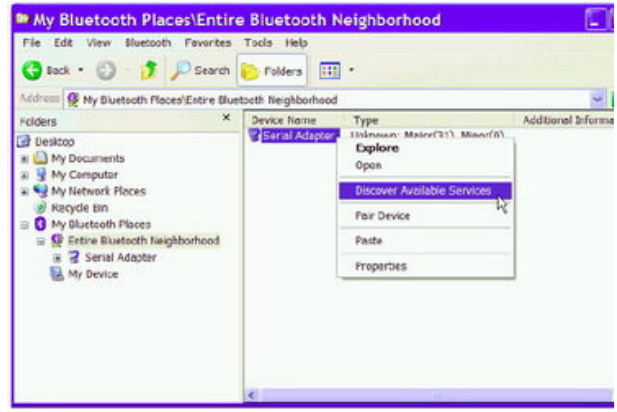 My Bluetooth Places\Entire Bluetooth Neighborhood
File Edit View Bluetooth Favorites Tools Help
Back Search Folders
Address My Bluetooth Places\Entire Bluetooth Neighborhood
Folders
Desktop
My Documents
My Computer
My Network Places
Recycle Bin
My Bluetooth Places
Entire Bluetooth Neighborhood
Serial Adapter
My Device
Device Name Type Additional Informa
Serial Adapter Unknown: Major(31), Minor(0)
Explore
Open
Discover Available Services
Pair Device
Paste
Properties